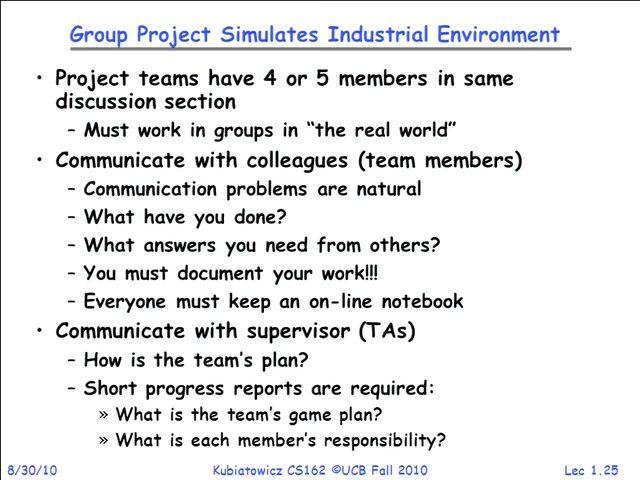 Group Project Simulates Industrial Environment
• Project teams have 4 or 5 members in same
discussion section
– Must work in groups in “the real world”
• Communicate with colleagues (team members)
– Communication problems are natural
– What have you done?
– What answers you need from others?
– You must document your work!!!
– Everyone must keep an on-line notebook
• Communicate with supervisor (TAs)
– How is the team’s plan?
– Short progress reports are required:
» What is the team’s game plan?
» What is each member’s responsibility?
8/30/10 Kubiatowicz CS162 ©UCB Fall 2010 Lec 1.25